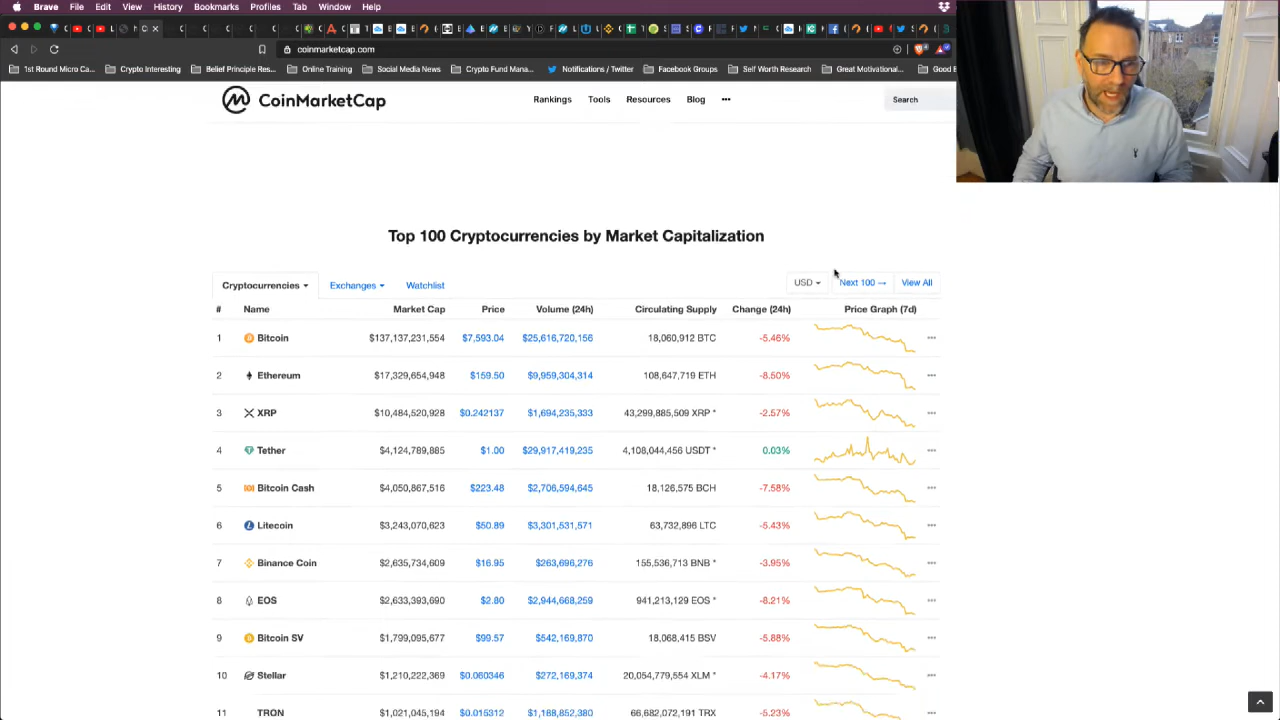 Brave File Edit View History Bookmarks Profiles Tab Window Help
coinmarketcap.com
1st Round Micro Ca... Crypto Interesting Belief Principle Res... Online Training Social Media laws Crypto Fund Mana... Notifications / Twitter Facebook Groups Self Worth Research Great Motivational...
CoinMarketCap Rankings Tools Resources Blog ••• Search
Top 100 Cryptocurrencies by Market Capitalization
Cryptocurrencies Exchanges Watchlist USD Next 100 → View All
# Name Market Cap Price Volume (24h) Circulating Supply Change (24h) Price Graph (7d)
1 Bitcoin $137,137,231,554 $7,593.04 $25,616,720,156 18,060,912 BTC -5.46%
2 Ethereum $17,329,654,948 $159.50 $9,959,304,314 108,647,719 ETH -8.50%
3 XRP $10,484,520,928 $0.242137 $1,694,235,333 43,299,885,509 XRP * -2.57%
4 Tether $4,124,789,885 $1.00 $29,917,419,235 4,108,044,456 USDT * 0.03%
5 Bitcoin Cash $4,050,867,516 $223.48 $2,706,594,645 18,126,575 BCH -7.58%
6 Litecoin $3,243,070,623 $50.89 $3,301,531,571 63,732,896 LTC -5.43%
7 Binance Coin $2,635,734,609 $16.95 $263,696,276 155,536,713 BNB * -3.95%
8 EOS $2,633,393,690 $2.80 $2,944,668,259 941,213,129 EOS * -8.21%
9 Bitcoin SV $1,799,095,677 $99.57 $542,169,870 18,068,415 BSV -5.88%
10 Stellar $1,210,222,369 $0.060346 $272,169,374 20,054,779,554 XLM * -4.17%
11 TRON $1,021,045,194 $0.015312 $1,188,852,380 66,682,072,191 TRX -5.23%